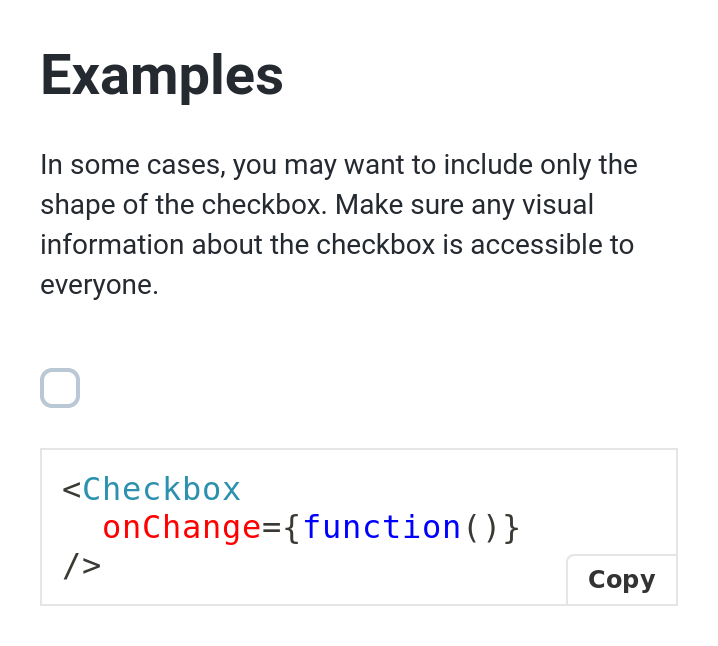 Examples
In some cases, you may want to include only the
shape of the checkbox. Make sure any visual
information about the checkbox is accessible to
everyone.
<Checkbox
  onChange={function()}
/>
Copy